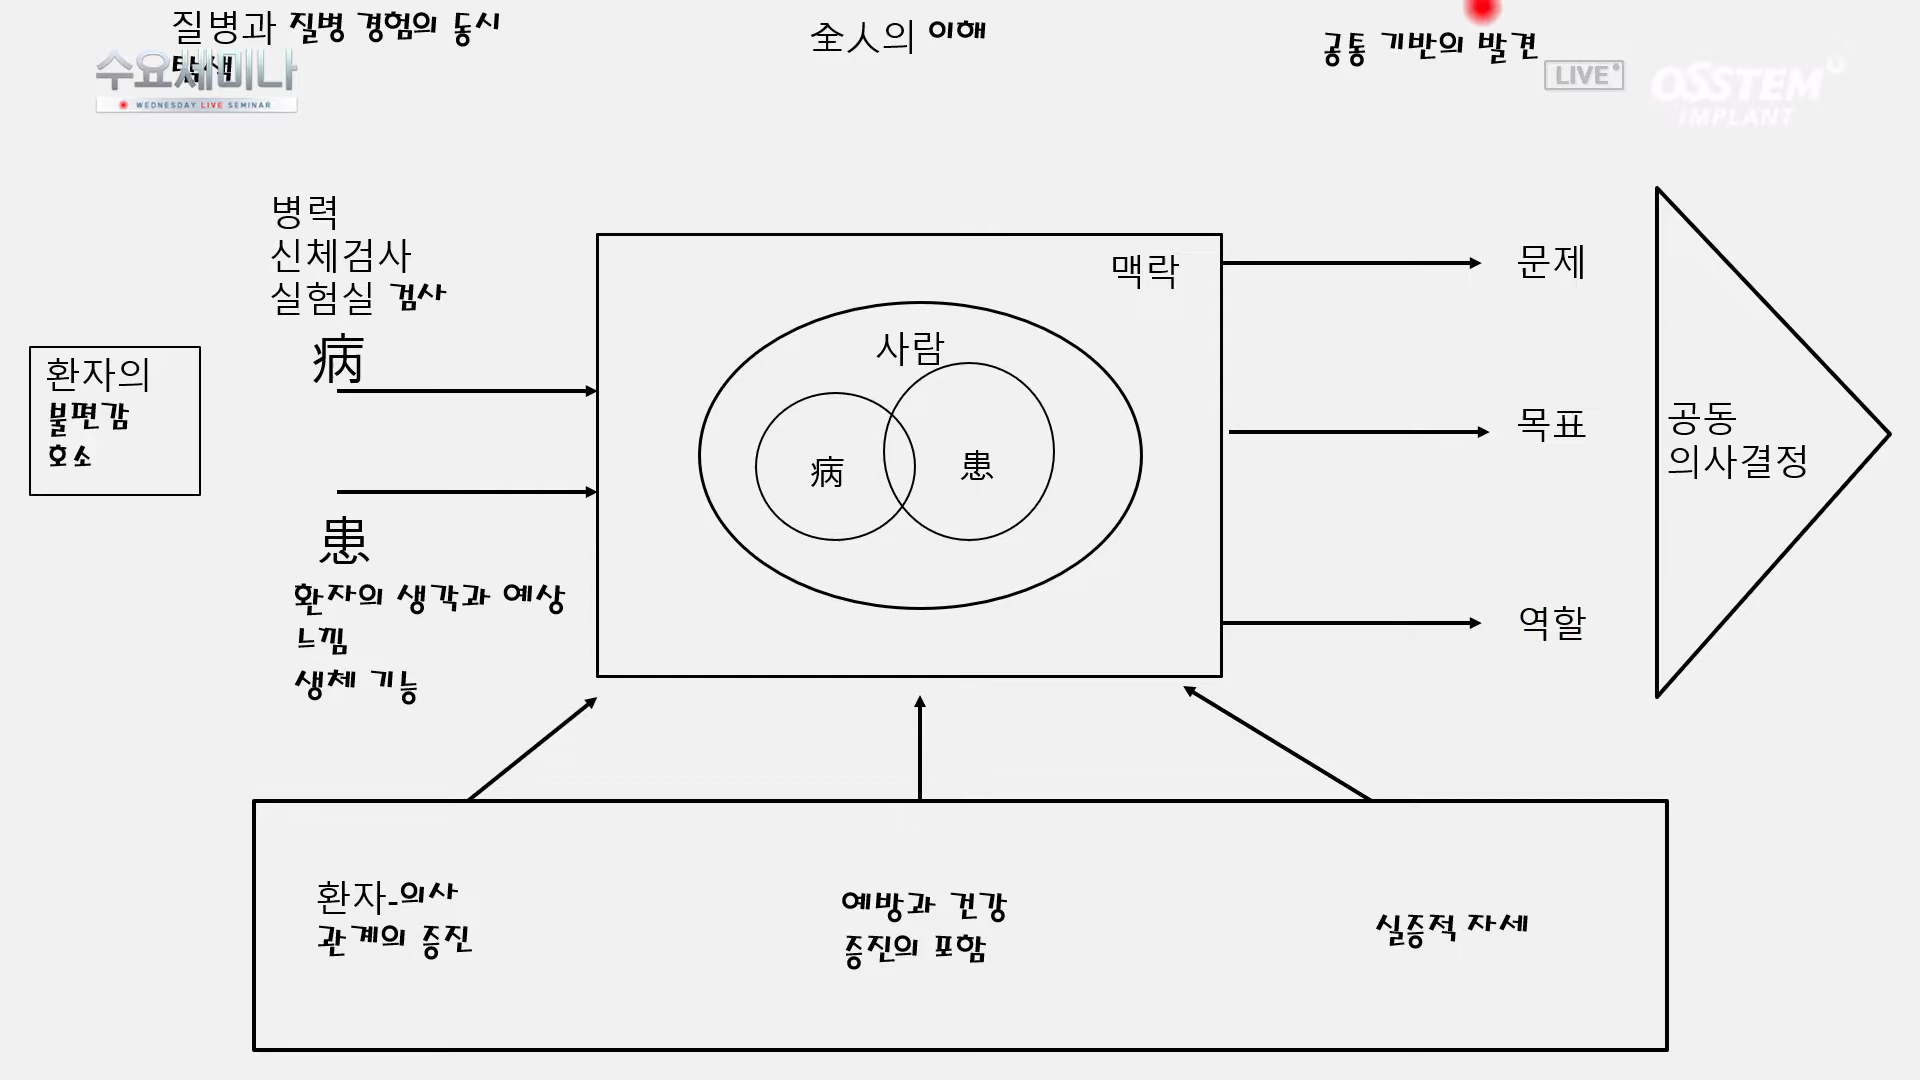 질병과 질병 경험의 동시
탐색
全人의 이해
공통 기반의 발견
수요세미나
WEDNESDAY LIVE SEMINAR
LIVE
OSSTEM
IMPLANT
병력
신체검사
실험실 검사
病
환자의
불편감
호소
患
환자의 생각과 예상
느낌
생체 기능
맥락
사람
病
患
문제
목표
역할
공동
의사결정
환자-의사
관계의 증진
예방과 건강
증진의 포함
실증적 자세